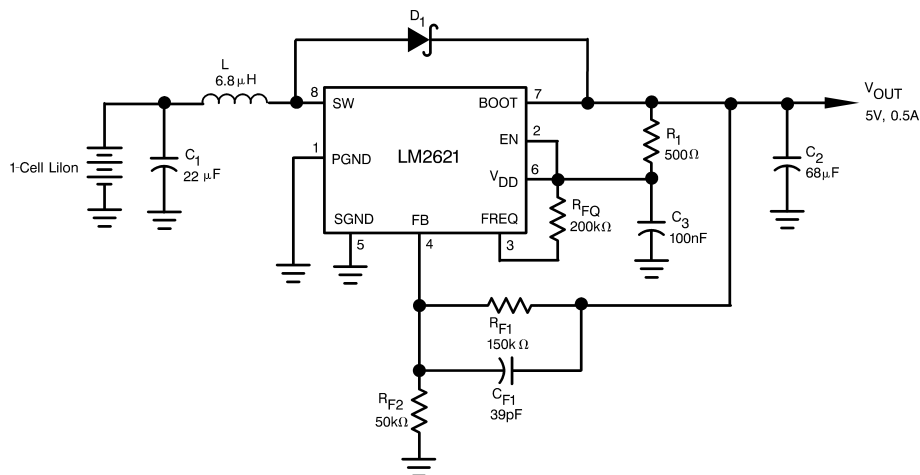 D1
L
6.8μH
8
SW
BOOT
7
VOUT
5V, 0.5A
EN
2
R1
500Ω
C1
22 μF
1-Cell LiIon
1
PGND
LM2621
VDD
6
C2
68μF
SGND
FB
FREQ
RFQ
200kΩ
C3
100nF
5
4
3
RF1
150kΩ
CF1
39pF
RF2
50kΩ